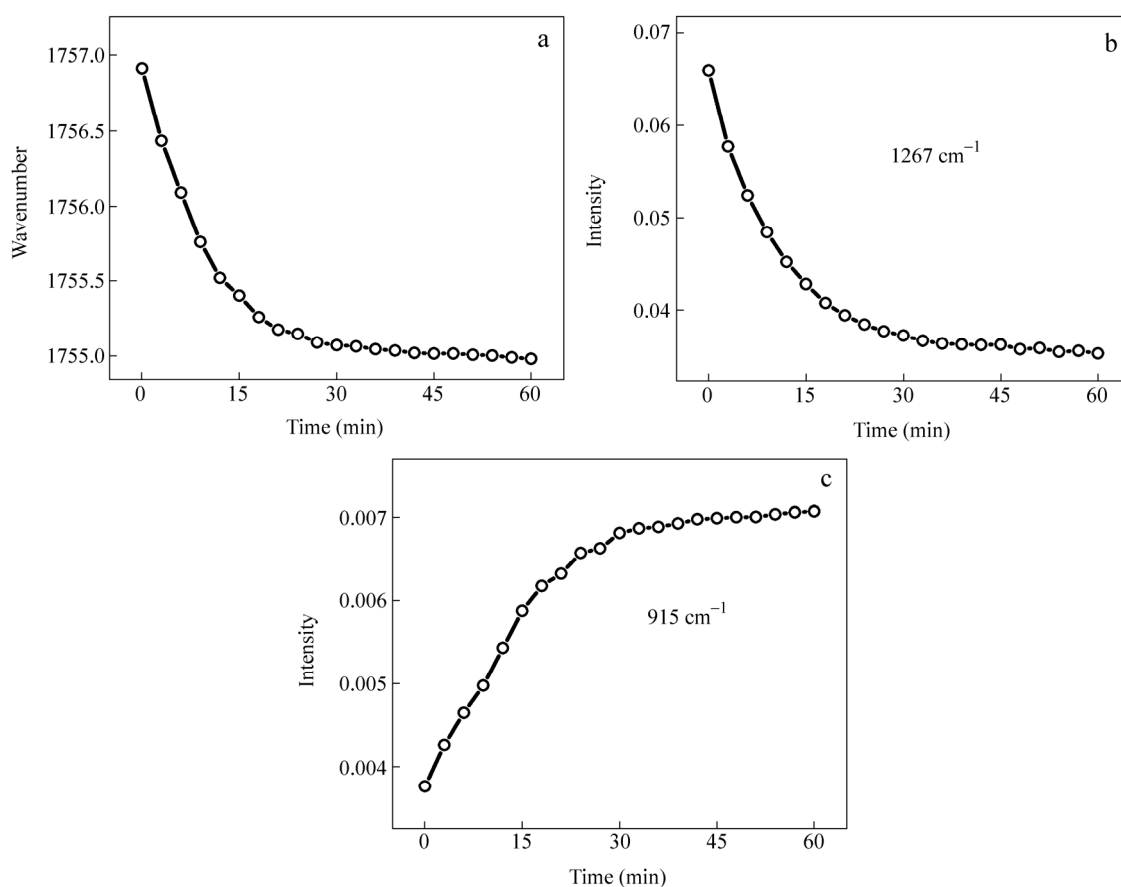 a
1757.0
1756.5
1756.0
1755.5
1755.0
Wavenumber
0 15 30 45 60
Time (min)
b
0.07
0.06
0.05
0.04
Intensity
1267 cm⁻¹
0 15 30 45 60
Time (min)
c
0.007
0.006
0.005
0.004
Intensity
915 cm⁻¹
0 15 30 45 60
Time (min)